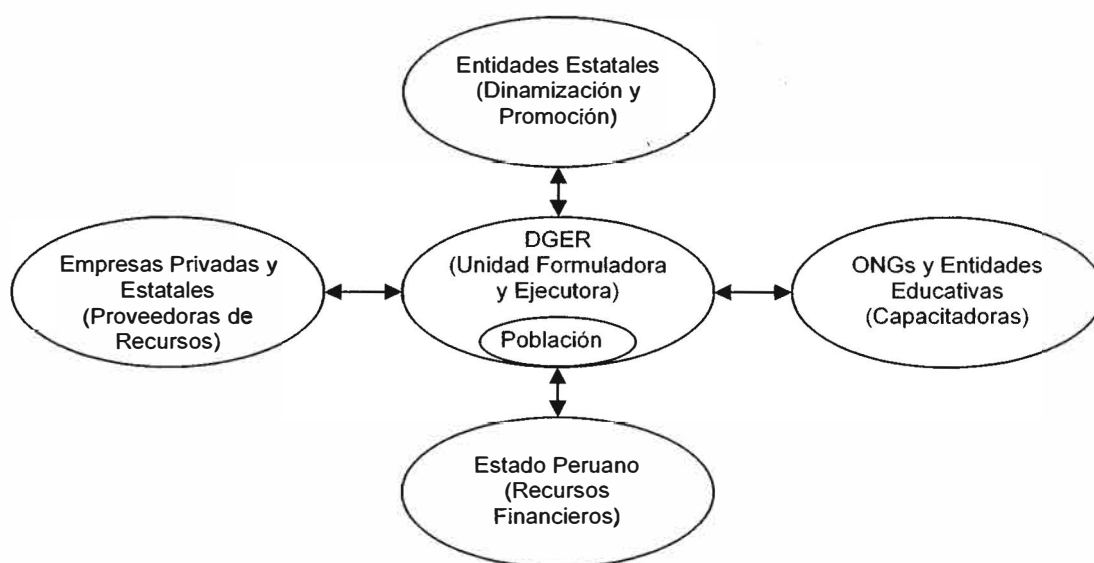 Entidades Estatales
(Dinamización y
Promoción)
DGER
(Unidad Formuladora
y Ejecutora)
Población
Empresas Privadas y
Estatales
(Proveedoras de
Recursos)
ONGs y Entidades
Educativas
(Capacitadoras)
Estado Peruano
(Recursos
Financieros)